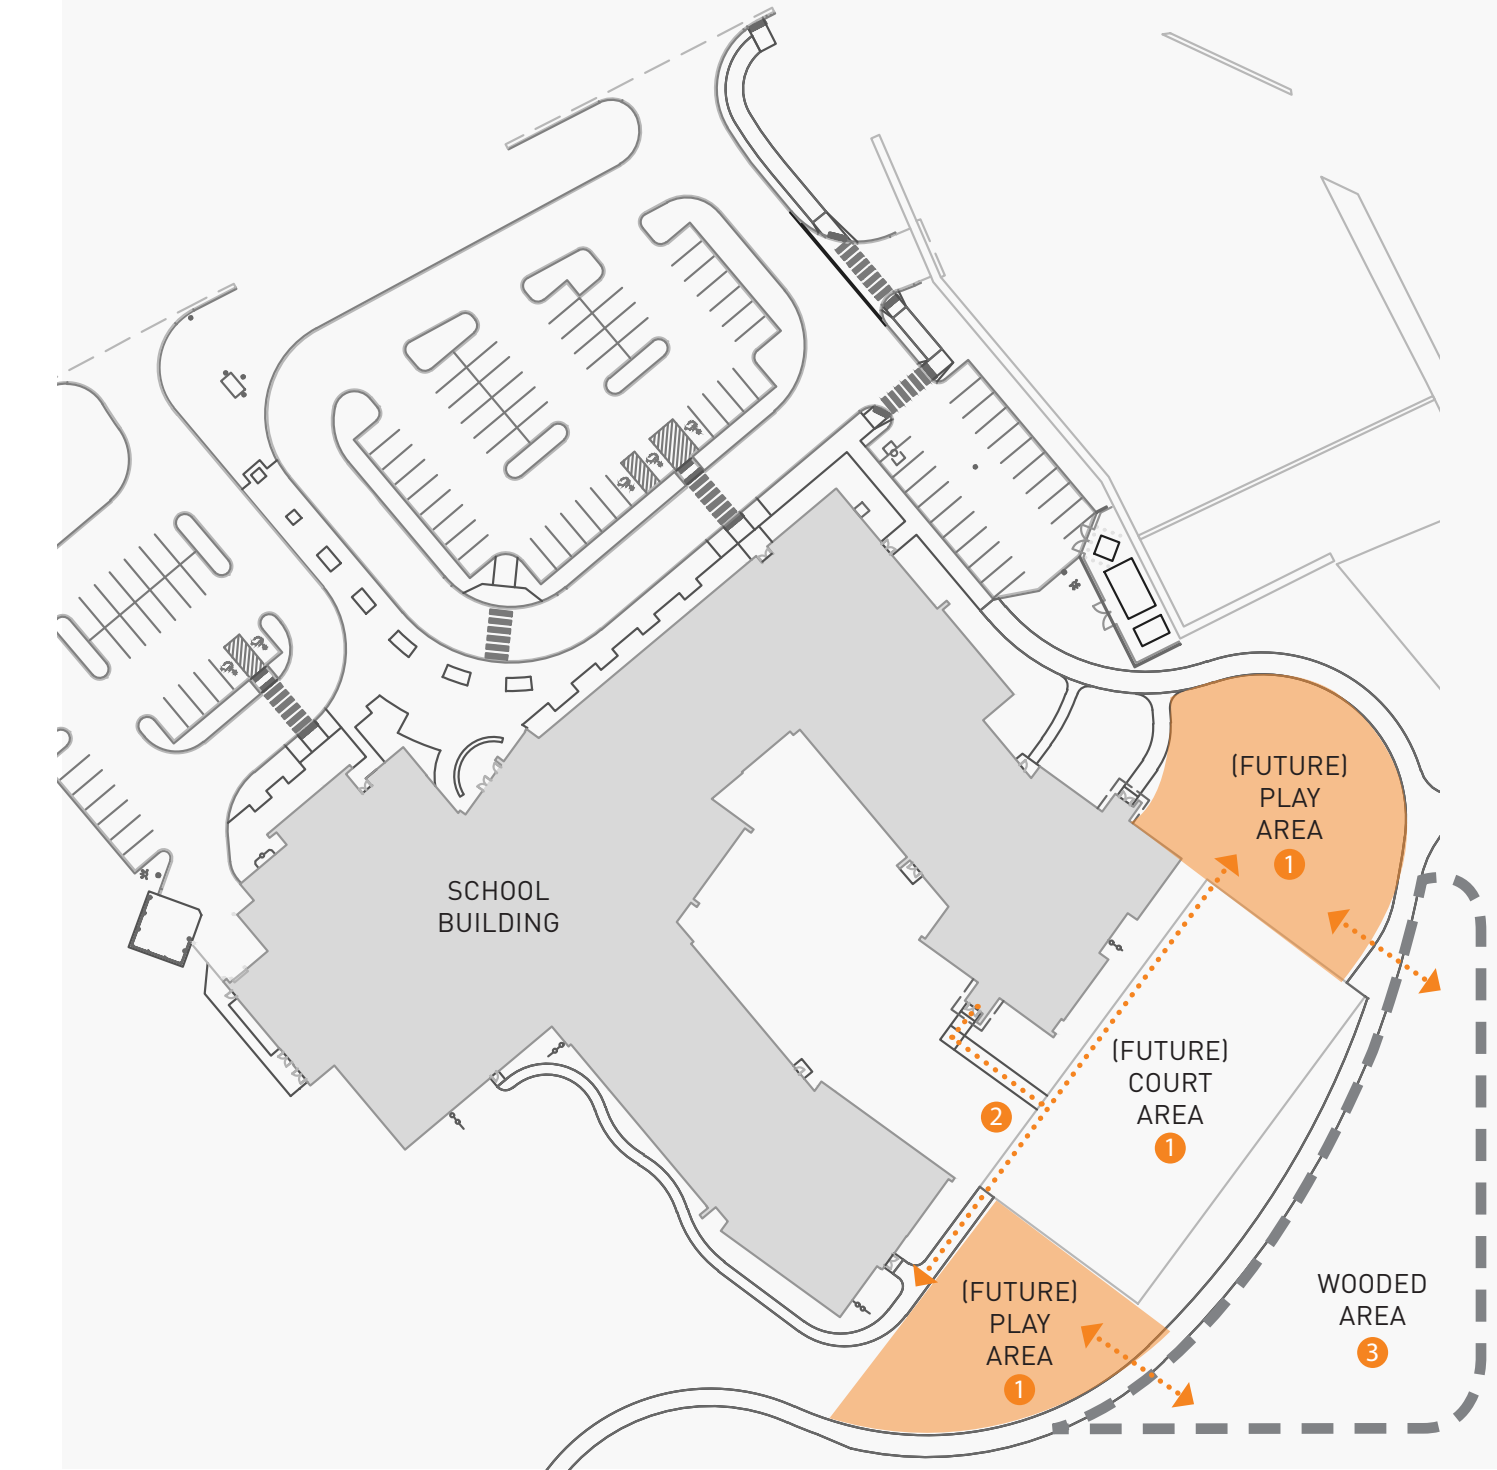 (FUTURE)
PLAY
AREA
1
SCHOOL
BUILDING
(FUTURE)
COURT
AREA
1
2
(FUTURE)
PLAY
AREA
1
WOODED
AREA
3